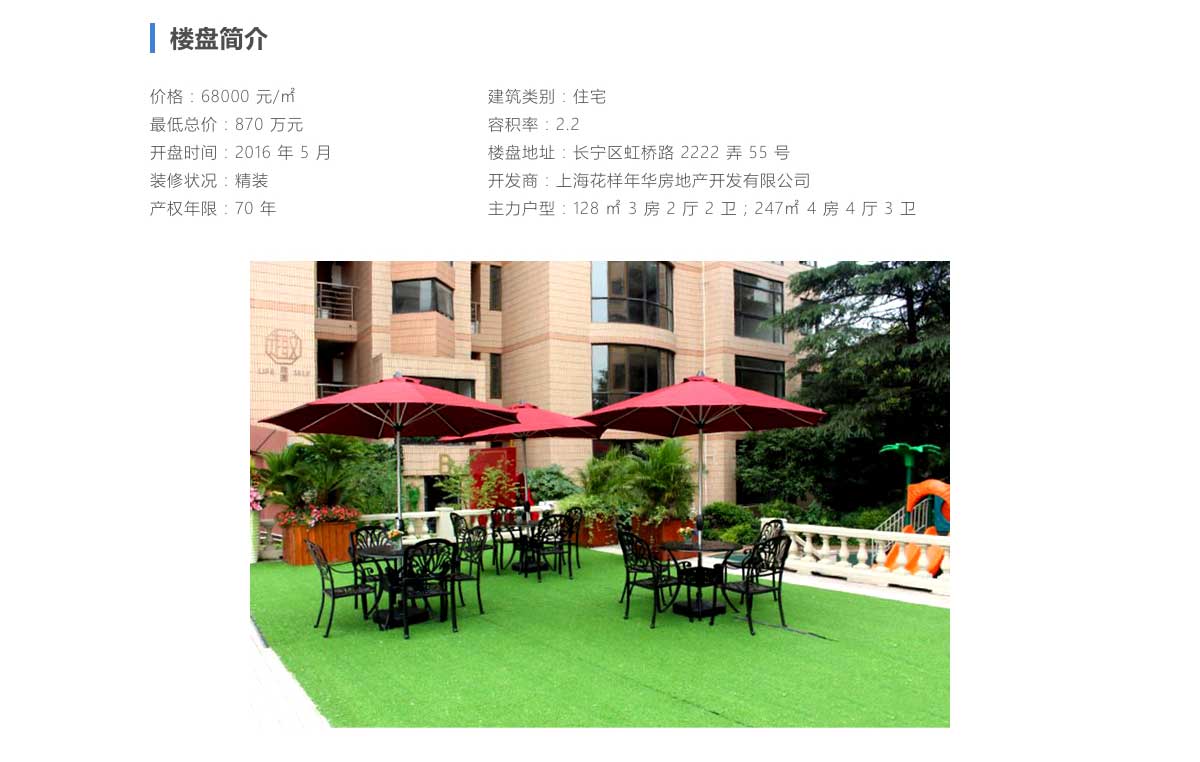 楼盘简介
价格：68000 元/㎡
最低总价：870 万元
开盘时间：2016 年 5 月
装修状况：精装
产权年限：70 年
建筑类别：住宅
容积率：2.2
楼盘地址：长宁区虹桥路 2222 弄 55 号
开发商：上海花样年华房地产开发有限公司
主力户型：128 ㎡ 3 房 2 厅 2 卫；247㎡ 4 房 4 厅 3 卫
B